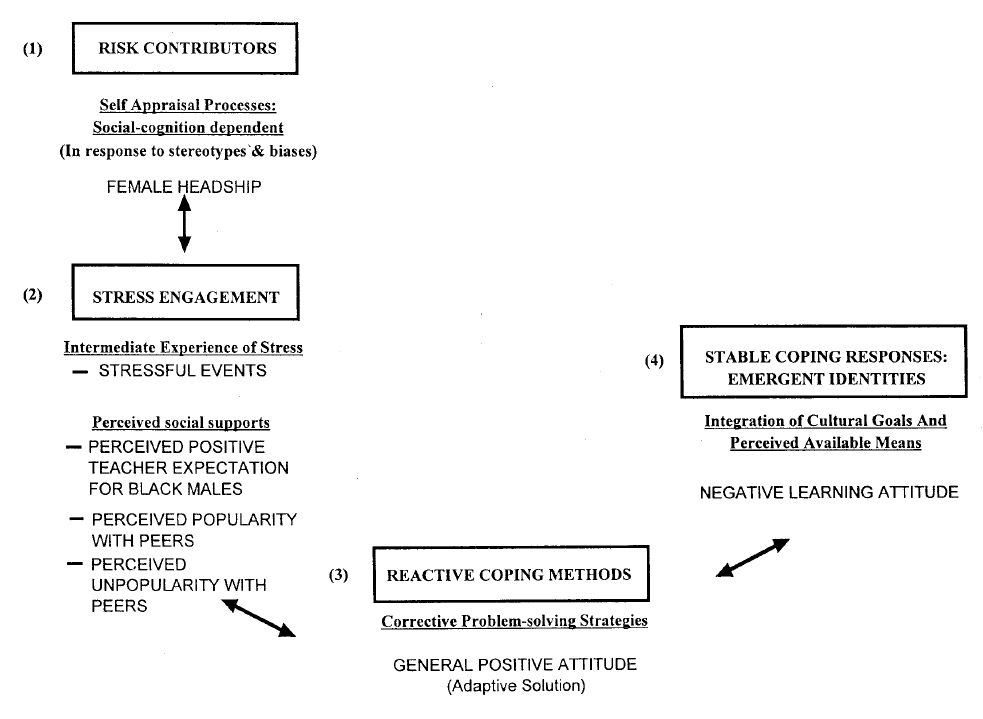 (1) RISK CONTRIBUTORS
Self Appraisal Processes:
Social-cognition dependent
(In response to stereotypes & biases)
FEMALE HEADSHIP
(2) STRESS ENGAGEMENT
Intermediate Experience of Stress
– STRESSFUL EVENTS
Perceived social supports
– PERCEIVED POSITIVE
TEACHER EXPECTATION
FOR BLACK MALES
– PERCEIVED POPULARITY
WITH PEERS
– PERCEIVED
UNPOPULARITY WITH
PEERS
(3) REACTIVE COPING METHODS
Corrective Problem-solving Strategies
GENERAL POSITIVE ATTITUDE
(Adaptive Solution)
(4) STABLE COPING RESPONSES:
EMERGENT IDENTITIES
Integration of Cultural Goals And
Perceived Available Means
NEGATIVE LEARNING ATTITUDE